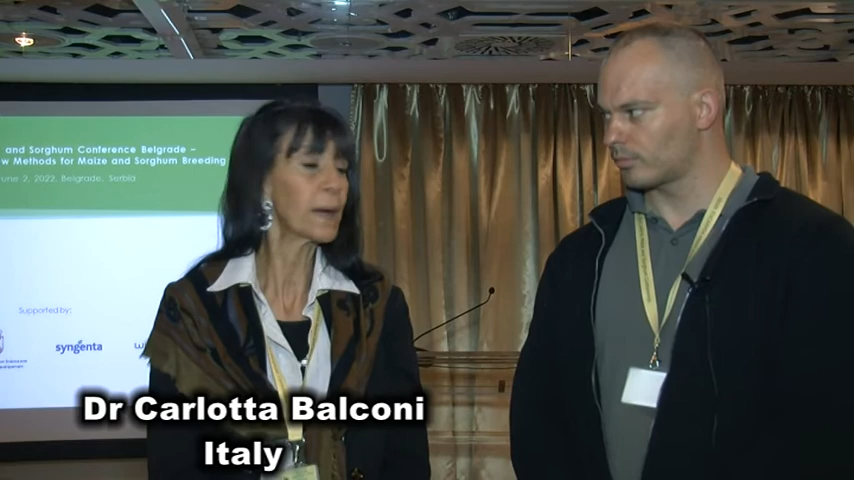 and Sorghum Conference Belgrade –
w Methods for Maize and Sorghum Breeding
June 2, 2022, Belgrade, Serbia
Supported by:
syngenta
Dr Carlotta Balconi
Italy